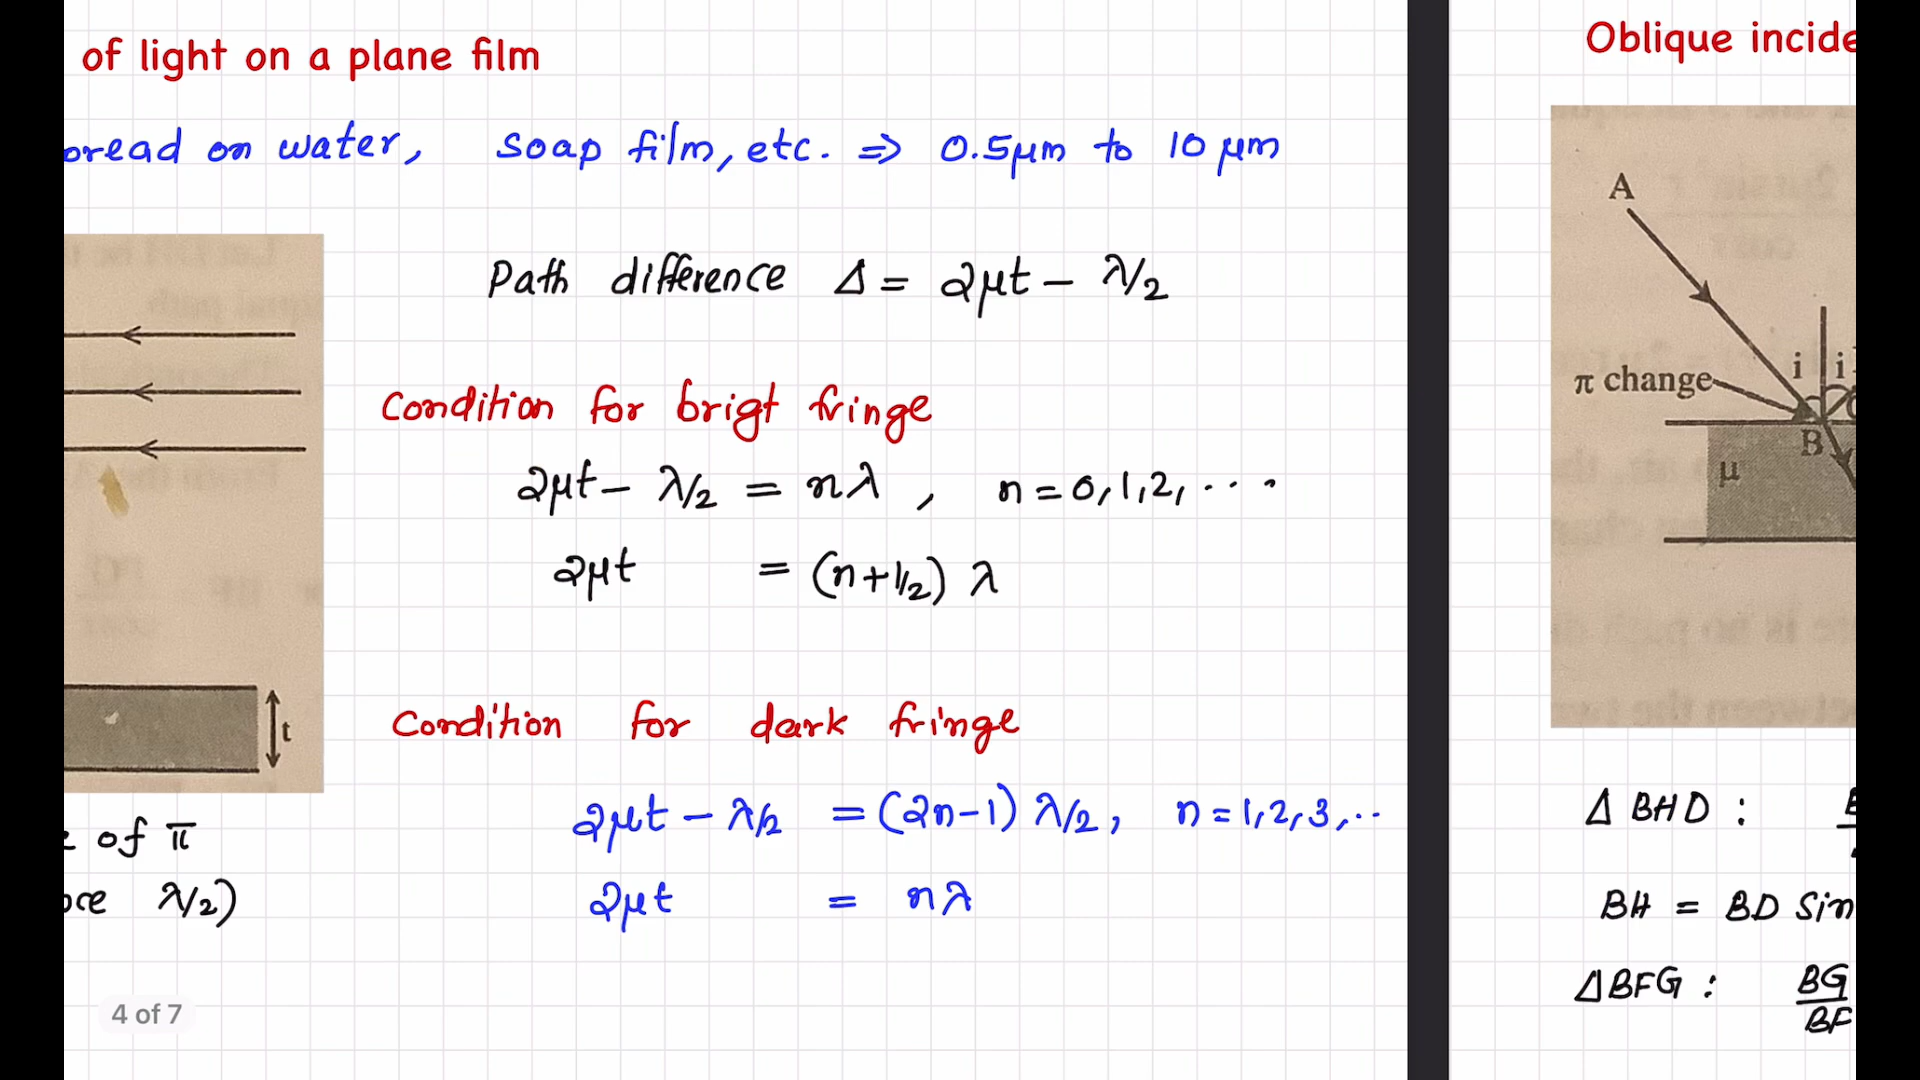 of light on a plane film
on water, soap film, etc. ⇒ 0.5μm to 10 μm
Path difference Δ = 2μt − λ/2
Condition for brigt fringe
2μt − λ/2 = nλ , n = 0,1,2, ....
2μt = (n+1/2) λ
Condition for dark fringe
2μt − λ/2 = (2n−1) λ/2, n = 1,2,3,..
2μt = nλ
t
of π
λ/2)
4 of 7
Oblique
A
i i
π change
B
μ
Δ BHD :
BH = BD Sin
Δ BFG : BG
BF